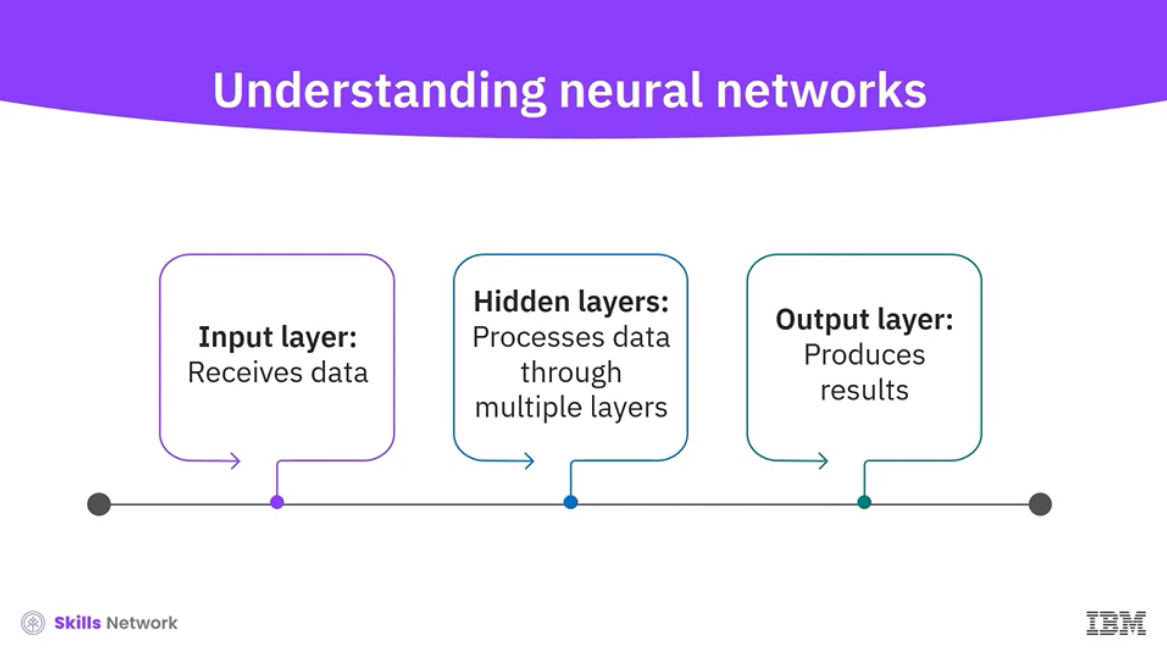 Understanding neural networks
Input layer:
Receives data
Hidden layers:
Processes data
through
multiple layers
Output layer:
Produces
results
Skills Network
IBM